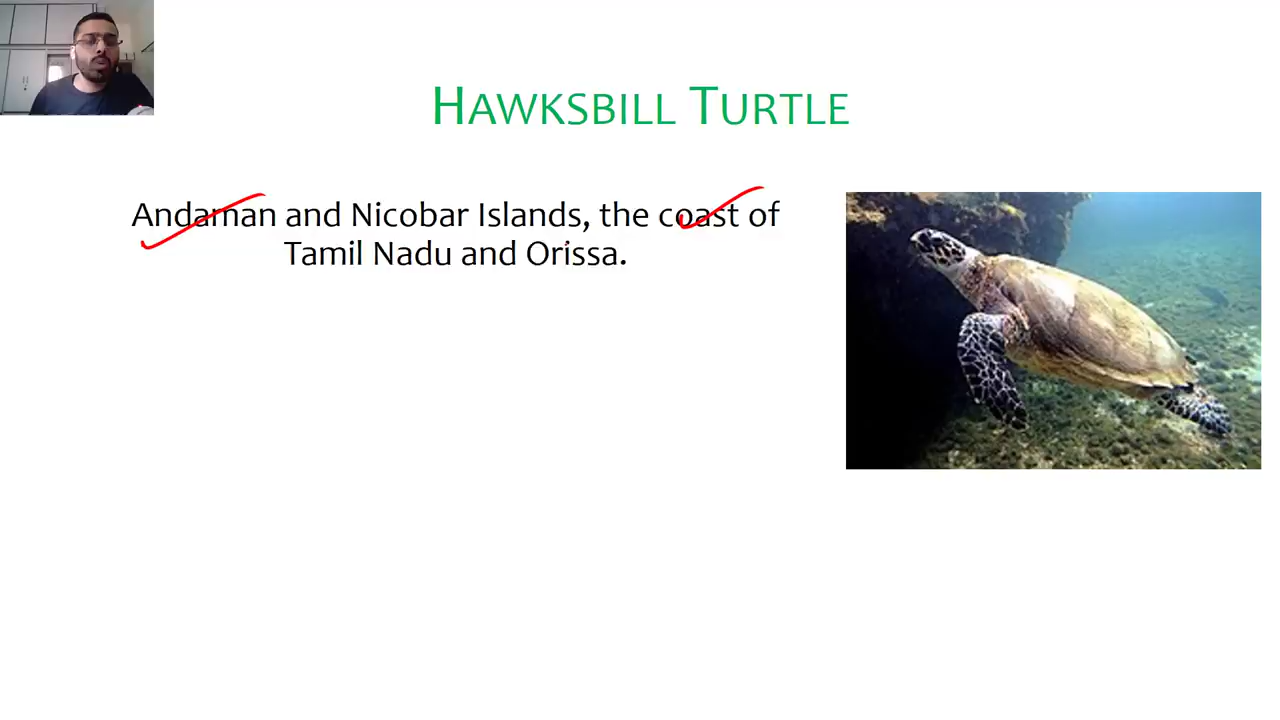 HAWKSBILL TURTLE
Andaman and Nicobar Islands, the coast of
Tamil Nadu and Orissa.